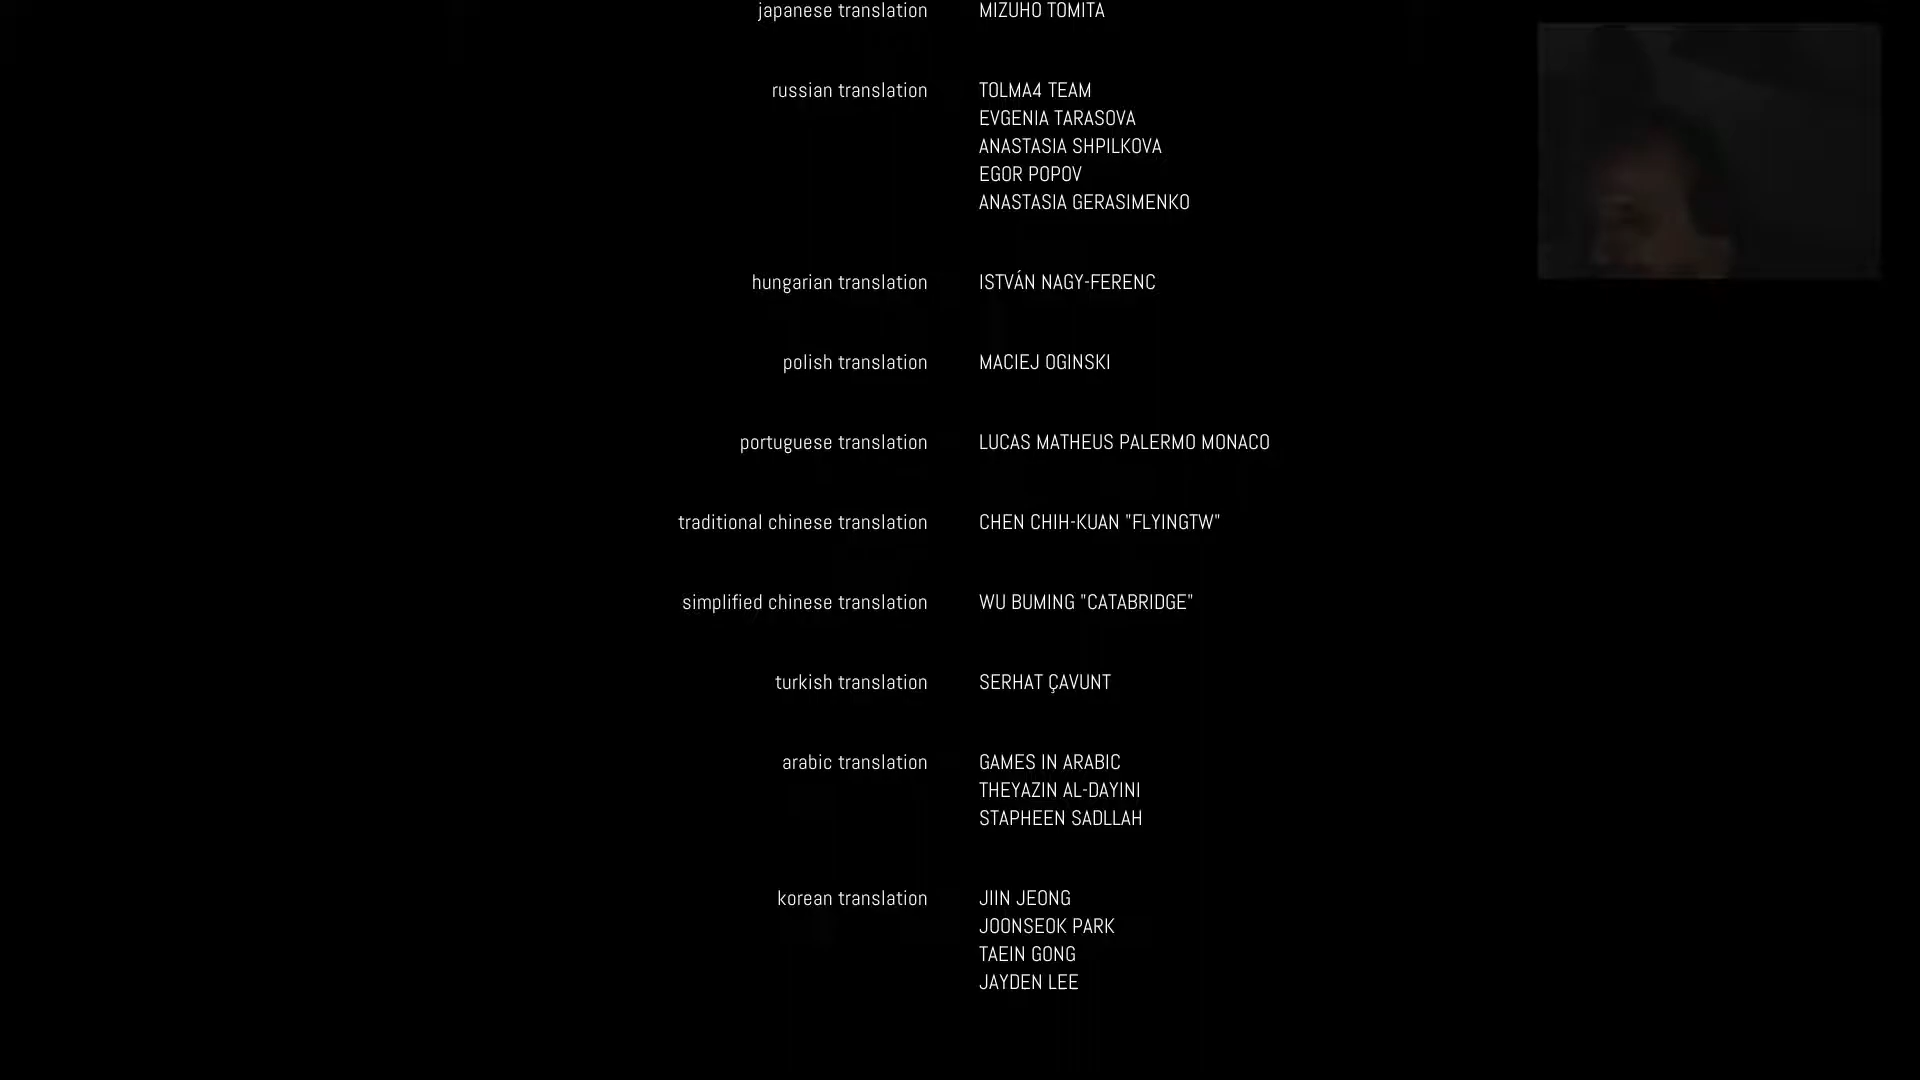 japanese translation MIZUHO TOMITA
russian translation TOLMA4 TEAM
EVGENIA TARASOVA
ANASTASIA SHPILKOVA
EGOR POPOV
ANASTASIA GERASIMENKO
hungarian translation ISTVÁN NAGY-FERENC
polish translation MACIEJ OGINSKI
portuguese translation LUCAS MATHEUS PALERMO MONACO
traditional chinese translation CHEN CHIH-KUAN "FLYINGTW"
simplified chinese translation WU BUMING "CATABRIDGE"
turkish translation SERHAT ÇAVUNT
arabic translation GAMES IN ARABIC
THEYAZIN AL-DAYINI
STAPHEEN SADLLAH
korean translation JIIN JEONG
JOONSEOK PARK
TAEIN GONG
JAYDEN LEE